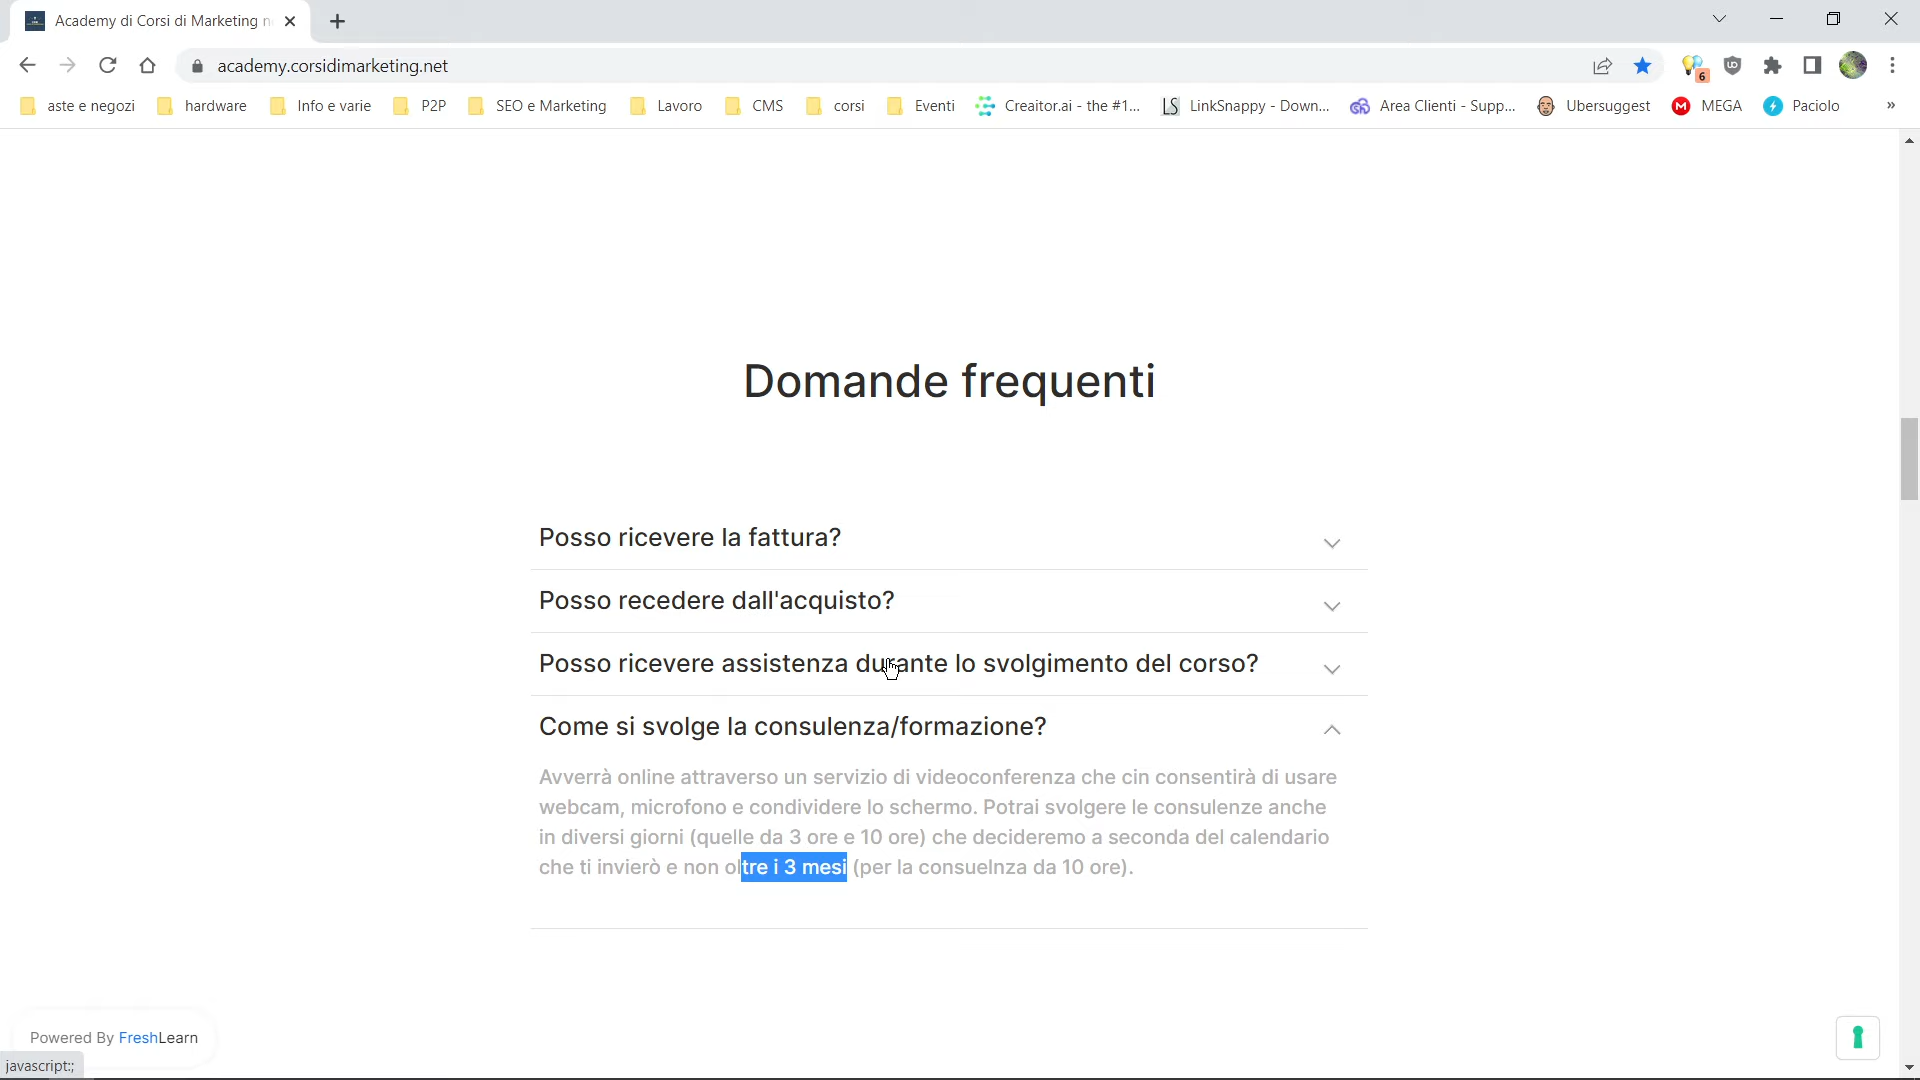 Academy di Corsi di Marketing n
academy.corsidimarketing.net
6
aste e negozi
hardware
Info e varie
P2P
SEO e Marketing
Lavoro
CMS
corsi
Eventi
Creaitor.ai - the #1...
LS
LinkSnappy - Down...
Area Clienti - Supp...
Ubersuggest
M
MEGA
Paciolo
»
Domande frequenti
Posso ricevere la fattura?
Posso recedere dall'acquisto?
Posso ricevere assistenza durante lo svolgimento del corso?
Come si svolge la consulenza/formazione?
Avverrà online attraverso un servizio di videoconferenza che cin consentirà di usare
webcam, microfono e condividere lo schermo. Potrai svolgere le consulenze anche
in diversi giorni (quelle da 3 ore e 10 ore) che decideremo a seconda del calendario
che ti invierò e non oltre i 3 mesi (per la consuelnza da 10 ore).
Powered By FreshLearn
javascript:;